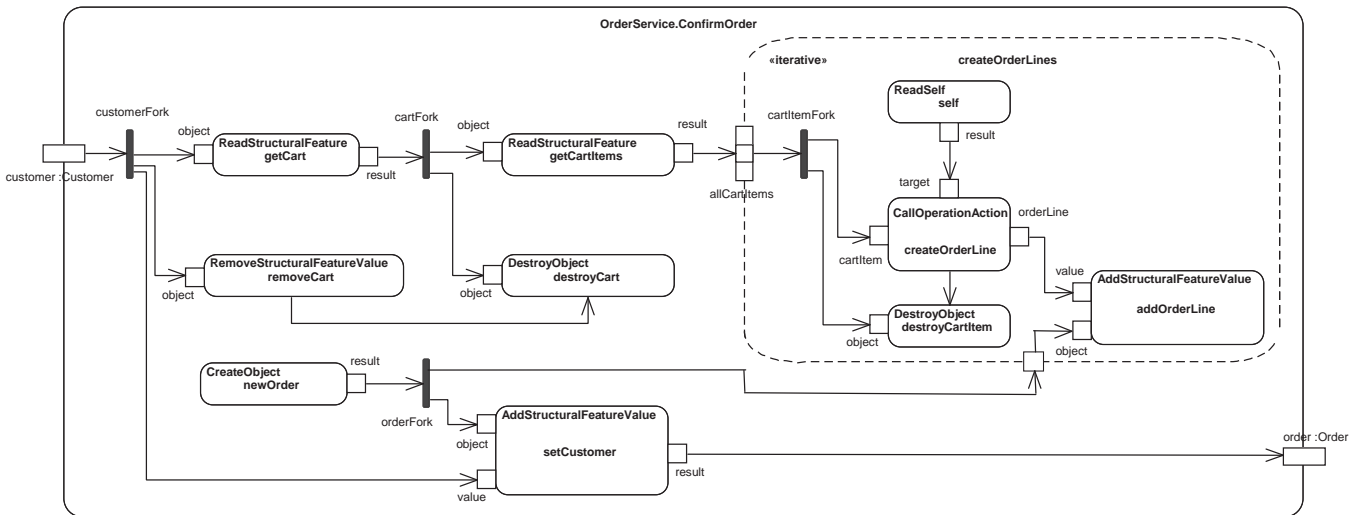 OrderService.ConfirmOrder
«iterative» createOrderLines
ReadSelf
self
customerFork
cartFork
cartItemFork
object
object
result
result
ReadStructuralFeature
getCart
ReadStructuralFeature
getCartItems
customer :Customer
result
allCartItems
target
CallOperationAction
createOrderLine
orderLine
cartItem
RemoveStructuralFeatureValue
removeCart
DestroyObject
destroyCart
value
AddStructuralFeatureValue
addOrderLine
object
object
DestroyObject
destroyCartItem
object
object
result
CreateObject
newOrder
orderFork
AddStructuralFeatureValue
setCustomer
object
result
value
order :Order